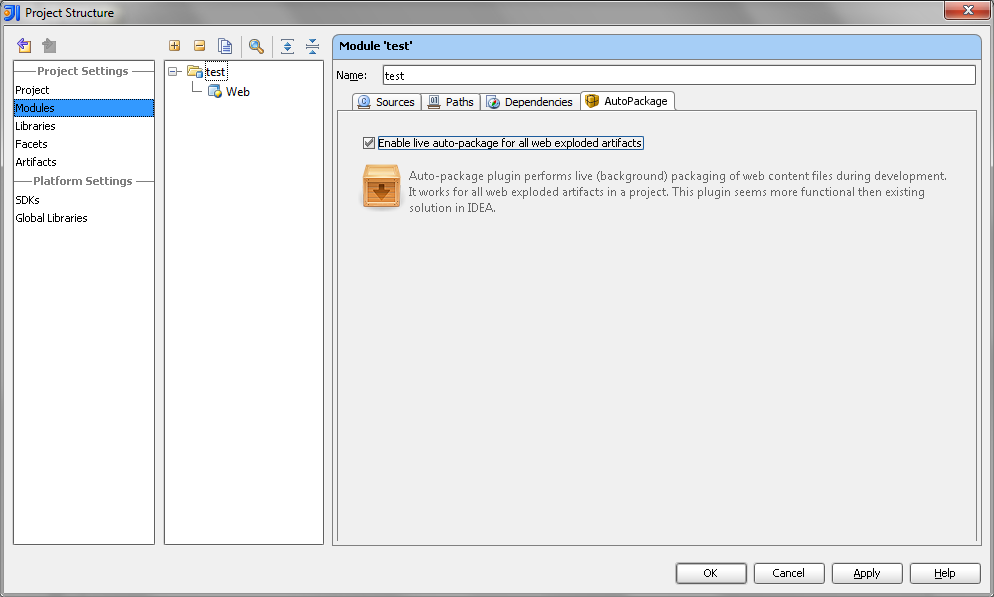 Project Structure
Project Settings
Project
Modules
Libraries
Facets
Artifacts
Platform Settings
SDKs
Global Libraries
test
Web
Module 'test'
Name: test
Sources Paths Dependencies AutoPackage
Enable live auto-package for all web exploded artifacts
Auto-package plugin performs live (background) packaging of web content files during development.
It works for all web exploded artifacts in a project. This plugin seems more functional then existing
solution in IDEA.
OK Cancel Apply Help